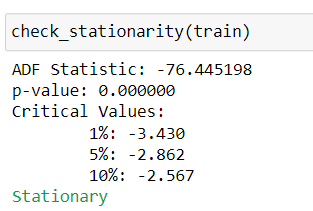 check_stationarity(train)
ADF Statistic: -76.445198
p-value: 0.000000
Critical Values:
1%: -3.430
5%: -2.862
10%: -2.567
Stationary